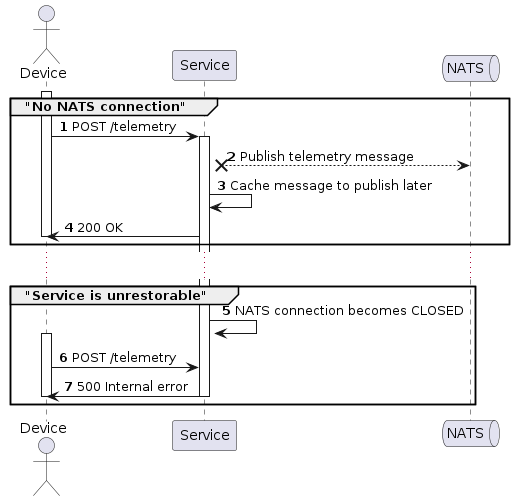 Device
Service
NATS
"No NATS connection"
1 POST /telemetry
2 Publish telemetry message
3 Cache message to publish later
4 200 OK
"Service is unrestorable"
5 NATS connection becomes CLOSED
6 POST /telemetry
7 500 Internal error
Device
Service
NATS